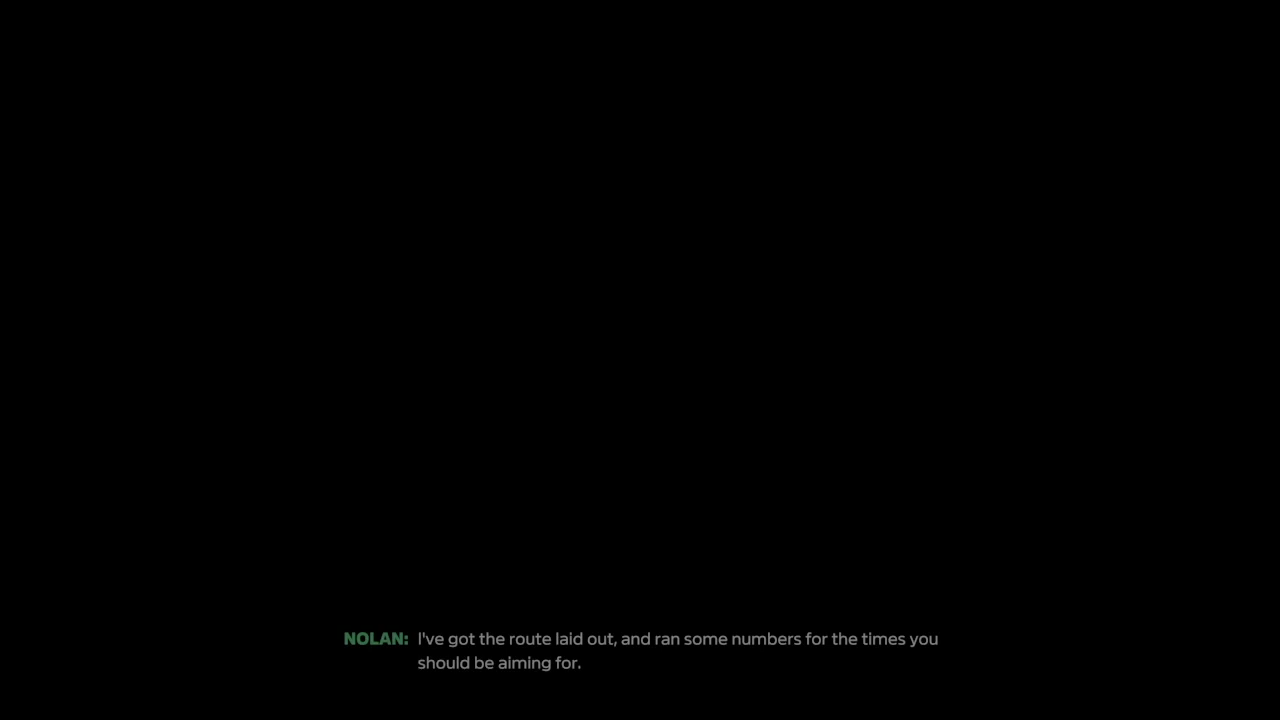 NOLAN: I've got the route laid out, and ran some numbers for the times you
should be aiming for.